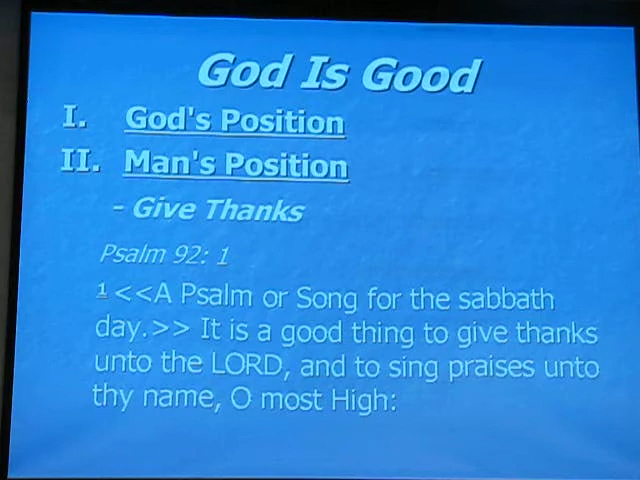 God Is Good
I. God's Position
II. Man's Position
- Give Thanks
Psalm 92: 1
1 <<A Psalm or Song for the sabbath
day.>> It is a good thing to give thanks
unto the LORD, and to sing praises unto
thy name, O most High: